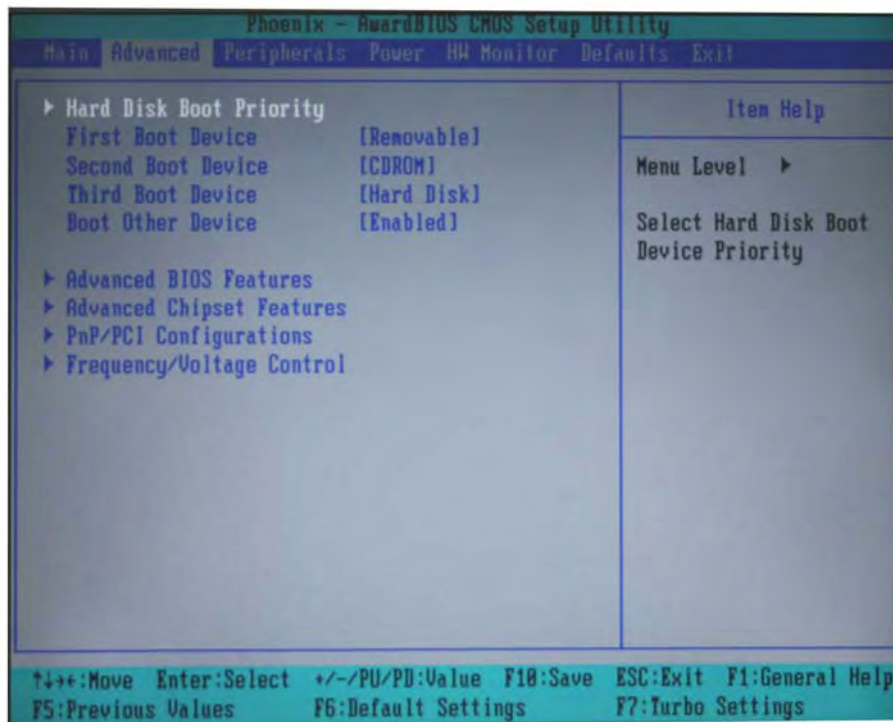 Phoenix - AwardBIOS CMOS Setup Utility
Main Advanced Peripherals Power HW Monitor Defaults Exit
▶ Hard Disk Boot Priority
First Boot Device [Removable]
Second Boot Device [CDROM]
Third Boot Device [Hard Disk]
Boot Other Device [Enabled]
▶ Advanced BIOS Features
▶ Advanced Chipset Features
▶ PnP/PCI Configurations
▶ Frequency/Voltage Control
Item Help
Menu Level ▶
Select Hard Disk Boot
Device Priority
↑↓→←:Move Enter:Select +/-/PU/PD:Value F10:Save ESC:Exit F1:General Help
F5:Previous Values F6:Default Settings F7:Turbo Settings